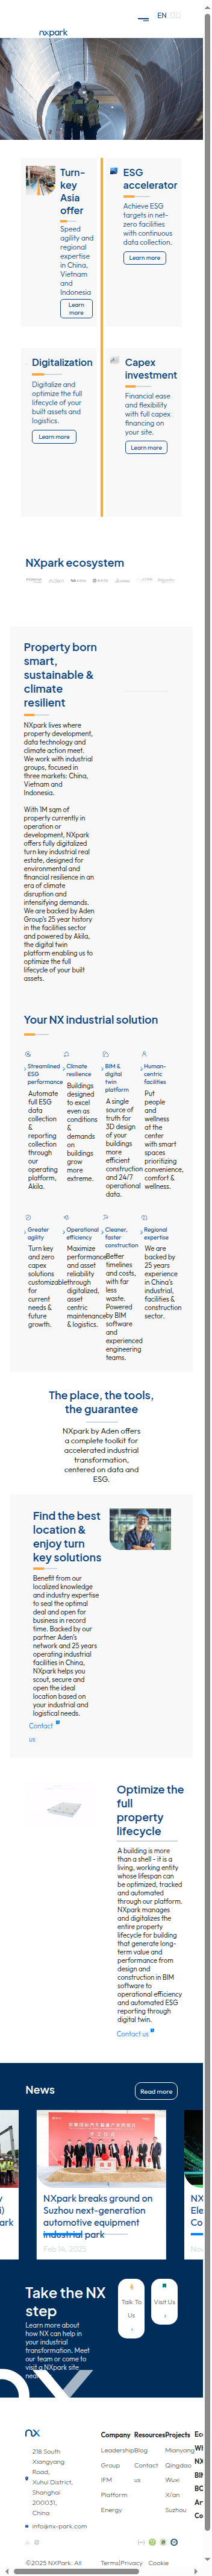 nxpark
EN
Turn-
key
Asia
offer
Speed
agility and
regional
expertise
in China,
Vietnam
and
Indonesia
Learn
more
ESG
accelerator
Achieve ESG
targets in net-
zero facilities
with continuous
data collection.
Learn more
Digitalization
Digitalize and
optimize the full
lifecycle of your
built assets and
logistics.
Learn more
Capex
investment
Financial ease
and flexibility
with full capex
financing on
your site.
Learn more
NXpark ecosystem
Property born
smart,
sustainable &
climate
resilient
NXpark lives where
property development,
data technology and
climate action meet.
We work with industrial
groups, focused in
three markets: China,
Vietnam and
Indonesia.
With 1M sqm of
property currently in
operation or
development, NXpark
offers fully digitalized
turn key industrial real
estate, designed for
environmental and
financial resilience in an
era of climate
disruption and
intensifying demands.
We are backed by Aden
Group's 25 year history
in the facilities sector
and powered by Akila,
the digital twin
platform enabling us to
optimize the full
lifecycle of your built
assets.
Your NX industrial solution
Streamlined
ESG
performance
Automate
full ESG
data
collection
&
reporting
collection
through
our
operating
platform,
Akila.
Climate
resilience
Buildings
designed
to excel
even as
conditions
&
demands
on
buildings
grow
more
extreme.
BIM &
digital
twin
platform
A single
source of
truth for
3D design
of your
buildings
more
efficient
construction
and 24/7
operational
data.
Human-
centric
facilities
Put
people
and
wellness
at the
center
with smart
spaces
prioritizing
convenience,
comfort &
wellness.
Greater
agility
Turn key
and zero
capex
solutions
customizable
for
current
needs &
future
growth.
Operational
efficiency
Maximize
performance
and asset
reliability
through
digitalized,
asset
centric
maintenance
& logistics.
Cleaner,
faster
construction
Better
timelines
and costs,
with far
less
waste.
Powered
by BIM
software
and
experienced
engineering
teams.
Regional
expertise
We are
backed by
25 years
experience
in China's
industrial,
facilities &
construction
sector.
The place, the tools,
the guarantee
NXpark by Aden offers
a complete toolkit for
accelerated industrial
transformation,
centered on data and
ESG.
Find the best
location &
enjoy turn
key solutions
Benefit from our
localized knowledge
and industry expertise
to seal the optimal
deal and open for
business in record
time. Backed by our
partner Aden's
network and 25 years
operating industrial
facilities in China,
NXpark helps you
scout, secure and
open the ideal
location based on
your industrial and
logistical needs.
Contact
us
Optimize the
full
property
lifecycle
A building is more
than a shell - it is a
living, working entity
whose lifespan can
be optimized, tracked
and automated
through our platform.
NXpark manages
and digitalizes the
entire property
lifecycle for building
that generate long-
term value and
performance from
design and
construction in BIM
software to
operational efficiency
and automated ESG
reporting through
digital twin.
Contact us
News
Read more
NXpark breaks ground on
Suzhou next-generation
automotive equipment
industrial park
Feb 14, 2025
Take the NX
step
Learn more about
how NX can help in
your industrial
transformation. Meet
our team or come to
visit a NXpark site
Talk To
Us
Visit Us
nx
218 South
Xiangyang
Road,
Xuhui District,
Shanghai
200031,
China
info@nx-park.com
Company
Leadership
Group
IFM
Platform
Energy
Resources
Blog
Contact
us
Projects
Mianyang
Qingdao
Wuxi
Xi'an
Suzhou
©2025 NXPark. All
Terms|Privacy
Cookie